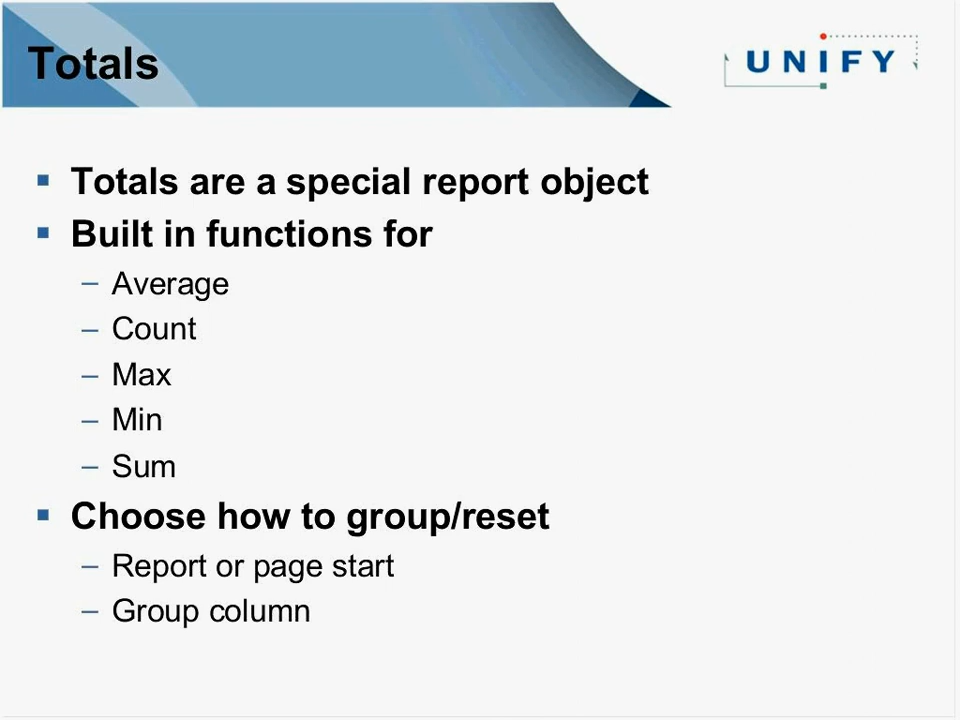 Totals
UNIFY
▪ Totals are a special report object
▪ Built in functions for
– Average
– Count
– Max
– Min
– Sum
▪ Choose how to group/reset
– Report or page start
– Group column